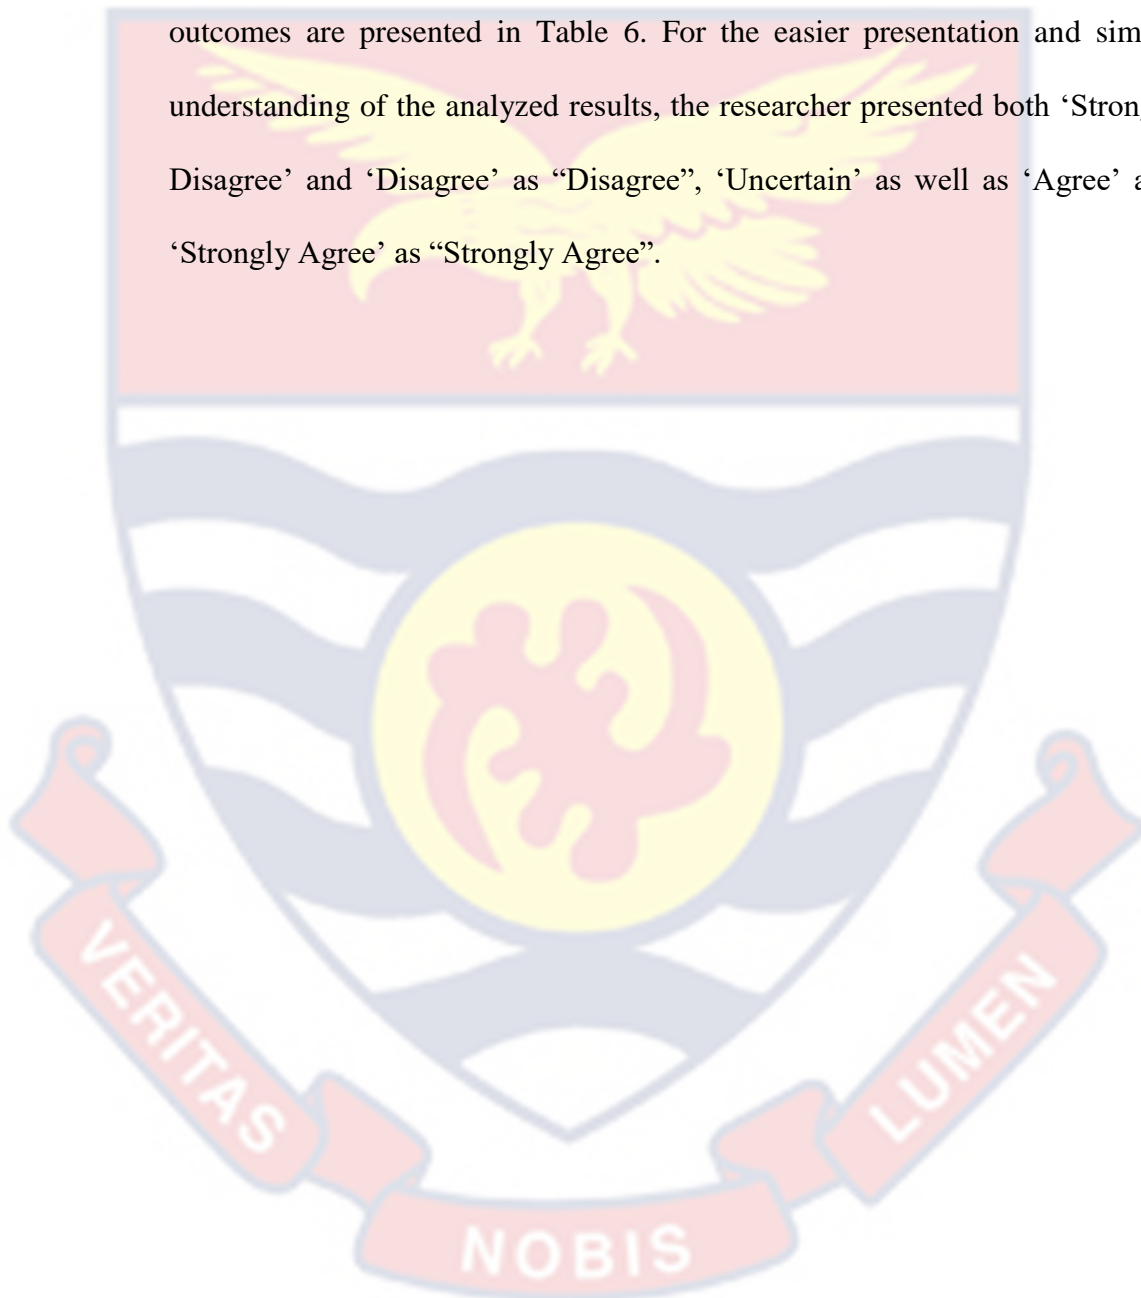 outcomes are presented in Table 6. For the easier presentation and sim
understanding of the analyzed results, the researcher presented both ‘Stron
Disagree’ and ‘Disagree’ as “Disagree”, ‘Uncertain’ as well as ‘Agree’ a
‘Strongly Agree’ as “Strongly Agree”.
VERITAS
NOBIS
LUMEN